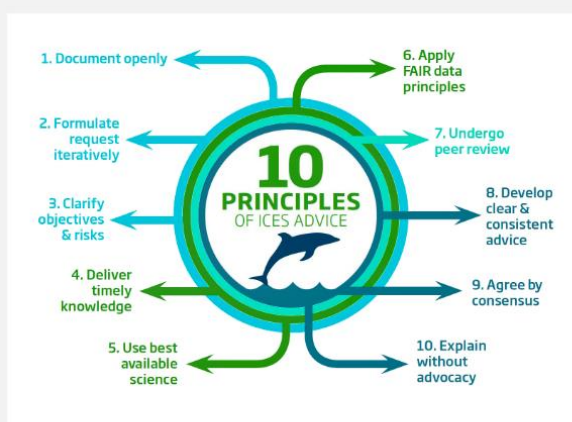 10
PRINCIPLES
OF ICES ADVICE
1. Document openly
2. Formulate
request
iteratively
3. Clarify
objectives
& risks
4. Deliver
timely
knowledge
5. Use best
available
science
6. Apply
FAIR data
principles
7. Undergo
peer review
8. Develop
clear &
consistent
advice
9. Agree by
consensus
10. Explain
without
advocacy